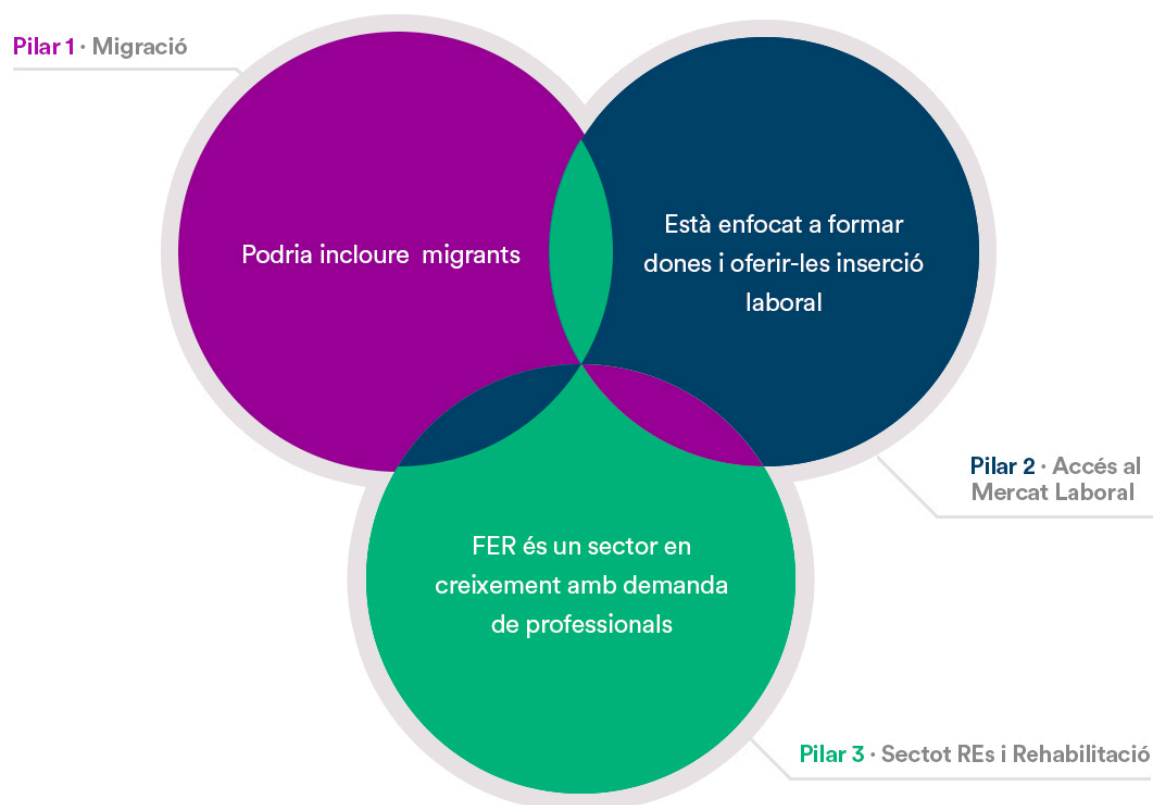 Pilar 1 · Migració
Podria incloure  migrants
Està enfocat a formar
dones i oferir-les inserció
laboral
Pilar 2 · Accés al
Mercat Laboral
FER és un sector en
creixement amb demanda
de professionals
Pilar 3 · Sectot REs i Rehabilitació